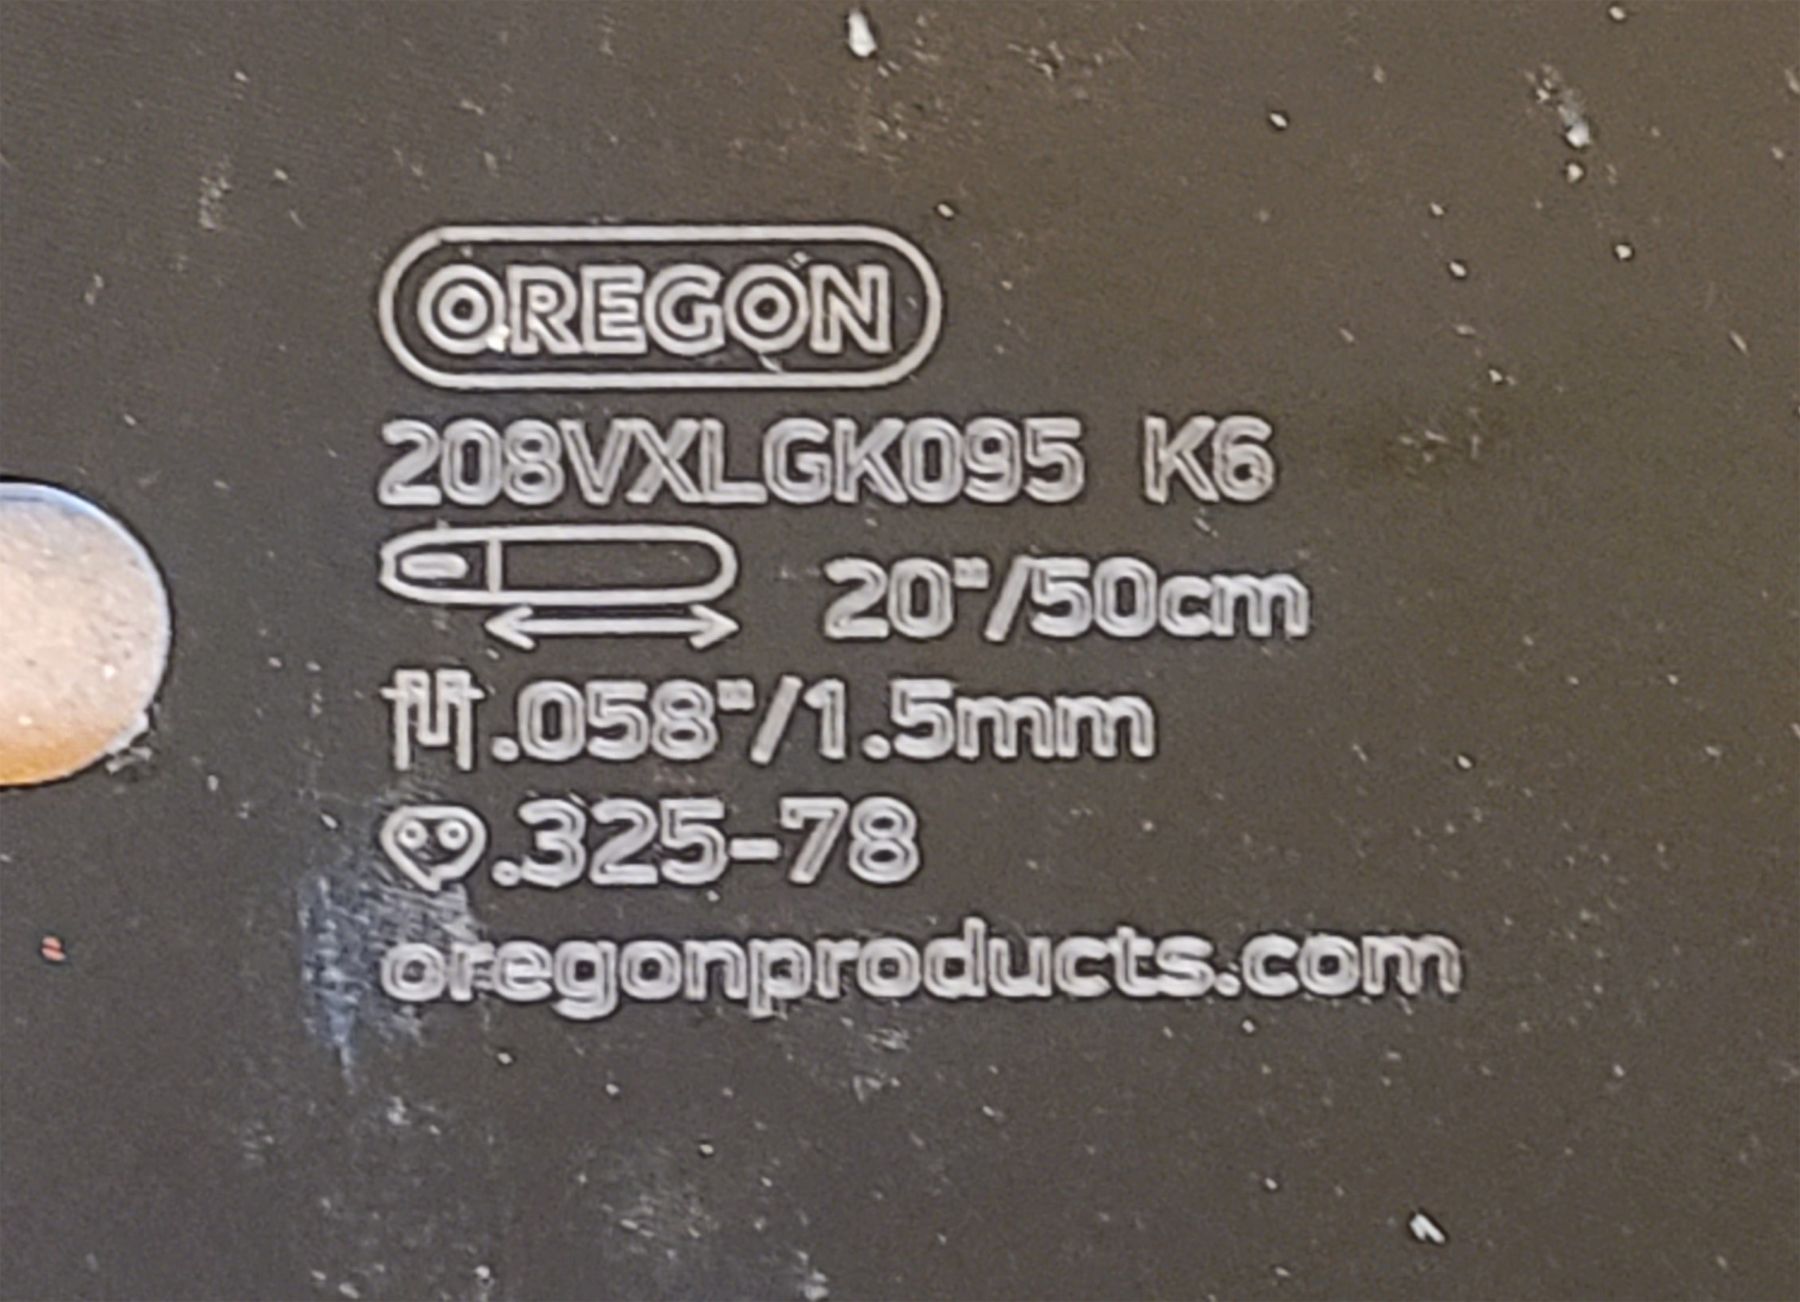 OREGON
208VXLGK095 K6
20"/50cm
.058"/1.5mm
.325-78
oregonproducts.com